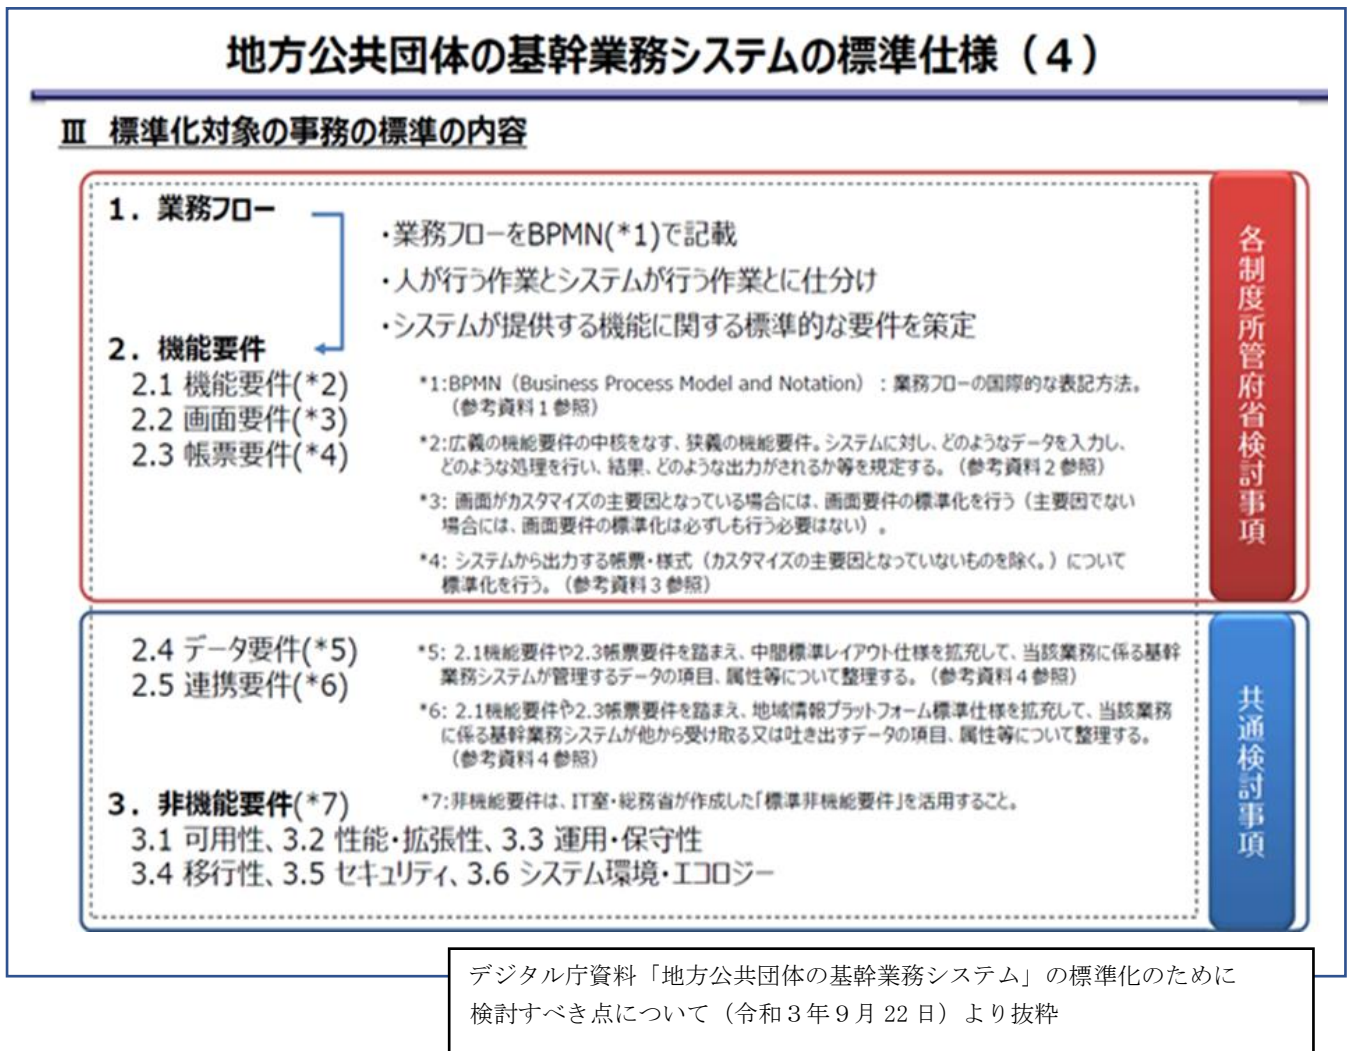 地方公共団体の基幹業務システムの標準仕様（４）
Ⅲ 標準化対象の事務の標準の内容
1．業務フロー
・業務フローをBPMN(*1)で記載
・人が行う作業とシステムが行う作業とに仕分け
・システムが提供する機能に関する標準的な要件を策定
2．機能要件
2.1 機能要件(*2)
2.2 画面要件(*3)
2.3 帳票要件(*4)
*1:BPMN（Business Process Model and Notation）：業務フローの国際的な表記方法。
（参考資料１参照）
*2:広義の機能要件の中核をなす、狭義の機能要件。システムに対し、どのようなデータを入力し、
どのような処理を行い、結果、どのような出力がされるか等を規定する。（参考資料２参照）
*3: 画面がカスタマイズの主要因となっている場合には、画面要件の標準化を行う（主要因でない
場合には、画面要件の標準化は必ずしも行う必要はない）。
*4: システムから出力する帳票・様式（カスタマイズの主要因となっていないものを除く。）について
標準化を行う。（参考資料３参照）
各制度所管府省検討事項
2.4 データ要件(*5)
2.5 連携要件(*6)
*5: 2.1機能要件や2.3帳票要件を踏まえ、中間標準レイアウト仕様を拡充して、当該業務に係る基幹
業務システムが管理するデータの項目、属性等について整理する。（参考資料４参照）
*6: 2.1機能要件や2.3帳票要件を踏まえ、地域情報プラットフォーム標準仕様を拡充して、当該業務
に係る基幹業務システムが他から受け取る又は吐き出すデータの項目、属性等について整理する。
（参考資料４参照）
3．非機能要件(*7)
*7:非機能要件は、IT室・総務省が作成した「標準非機能要件」を活用すること。
3.1 可用性、3.2 性能・拡張性、3.3 運用・保守性
3.4 移行性、3.5 セキュリティ、3.6 システム環境・エコロジー
共通検討事項
デジタル庁資料「地方公共団体の基幹業務システム」の標準化のために
検討すべき点について（令和３年９月 22 日）より抜粋